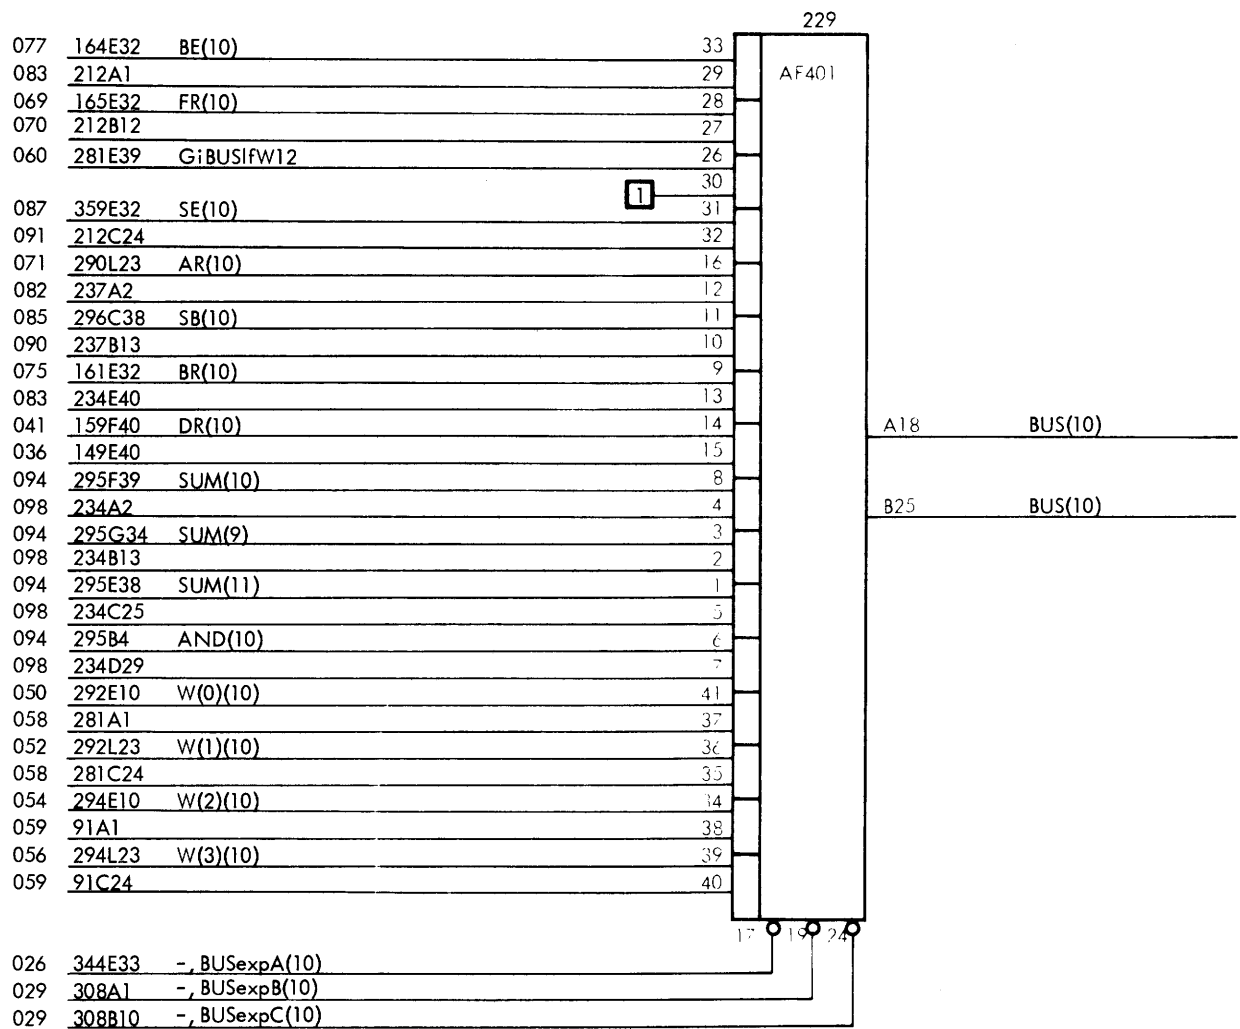 229
077 164E32 BE(10) 33
AF401
083 212A1 29
069 165E32 FR(10) 28
070 212B12 27
060 281E39 GiBUSlfW12 26
30
1
087 359E32 SE(10) 31
091 212C24 32
071 290L23 AR(10) 16
082 237A2 12
085 296C38 SB(10) 11
090 237B13 10
075 161E32 BR(10) 9
083 234E40 13
041 159F40 DR(10) 14
A18 BUS(10)
036 149E40 15
094 295F39 SUM(10) 8
098 234A2 4
B25 BUS(10)
094 295G34 SUM(9) 3
098 234B13 2
094 295E38 SUM(11) 1
098 234C25 5
094 295B4 AND(10) 6
098 234D29 7
050 292E10 W(0)(10) 41
058 281A1 37
052 292L23 W(1)(10) 36
058 281C24 35
054 294E10 W(2)(10) 34
059 91A1 38
056 294L23 W(3)(10) 39
059 91C24 40
17 19 24
026 344E33 -, BUSexpA(10)
029 308A1 -, BUSexpB(10)
029 308B10 -, BUSexpC(10)